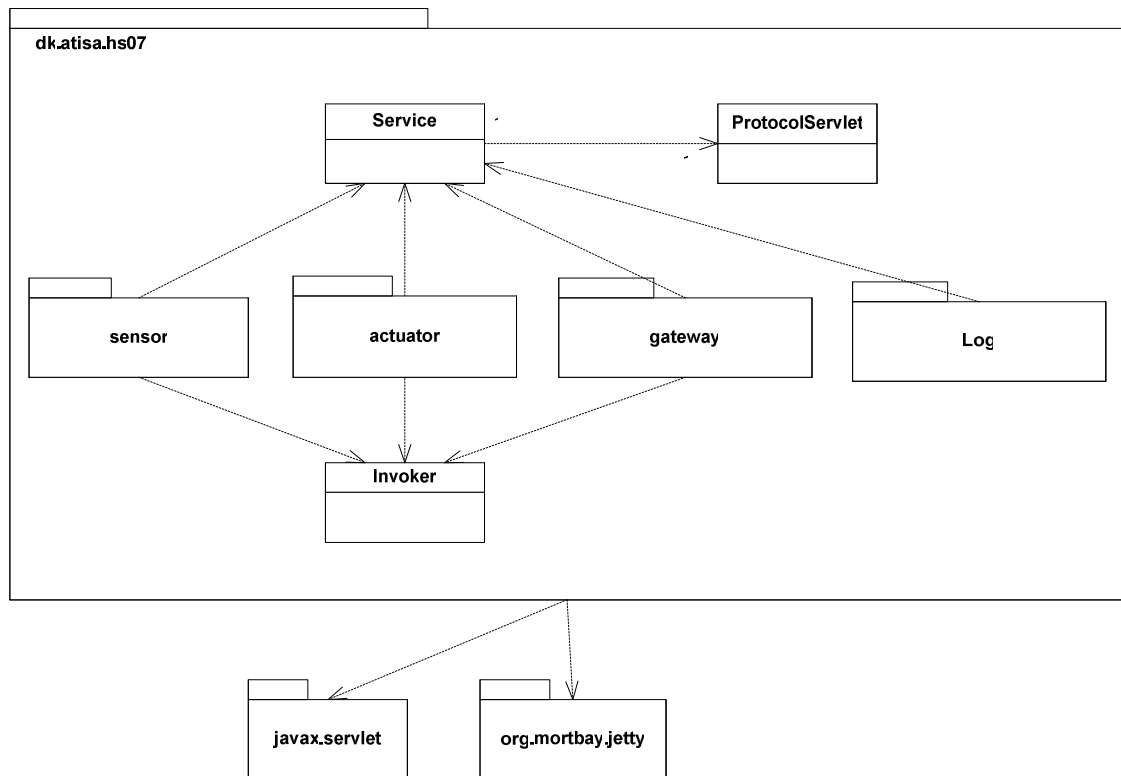 dk.atisa.hs07
Service
ProtocolServlet
sensor
actuator
gateway
Log
Invoker
javax.servlet
org.mortbay.jetty